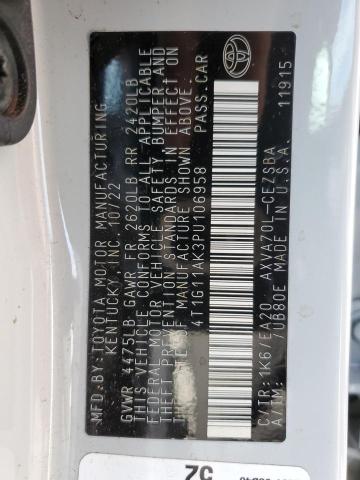 MFD.BY:TOYOTA MOTOR MANUFACTURING
KENTUCKY, INC. 10/22
GVWR 4475LB GAWR FR 2620LB RR 2420LB
THIS VEHICLE CONFORMS TO ALL APPLICABLE
FEDERAL MOTOR VEHICLE SAFETY, BUMPER, AND
THEFT PREVENTION STANDARDS IN EFFECT ON
THE DATE OF MANUFACTURE SHOWN ABOVE.
4T1G11AK3PU106958 PASS.CAR
C/TR: 1K6/EA20 AXVA70L-CEZSBA
A/TM: /UB80E MADE IN U.S.A. 11915
ZC